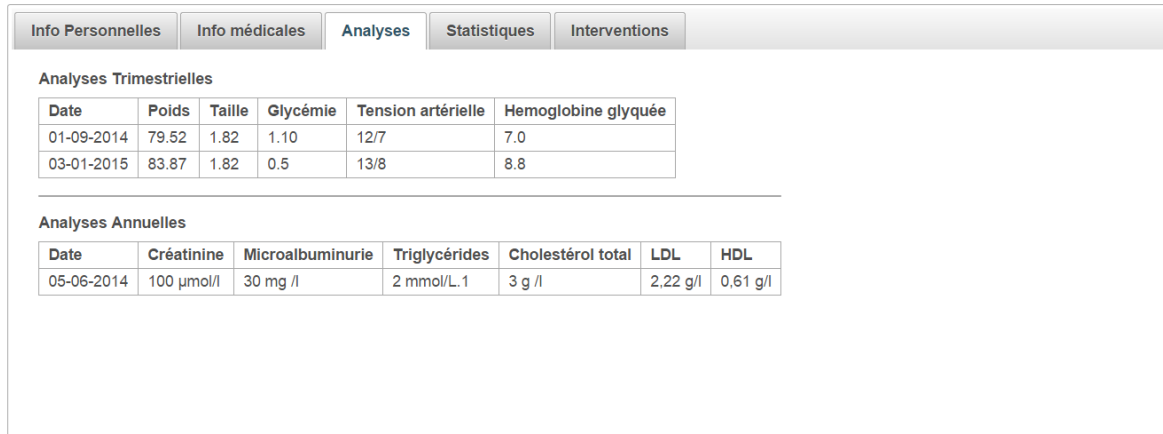 Info Personnelles Info médicales Analyses Statistiques Interventions
Analyses Trimestrielles
Date Poids Taille Glycémie Tension artérielle Hemoglobine glyquée
01-09-2014 79.52 1.82 1.10 12/7 7.0
03-01-2015 83.87 1.82 0.5 13/8 8.8
Analyses Annuelles
Date Créatinine Microalbuminurie Triglycérides Cholestérol total LDL HDL
05-06-2014 100 µmol/l 30 mg /l 2 mmol/L.1 3 g /l 2,22 g/l 0,61 g/l